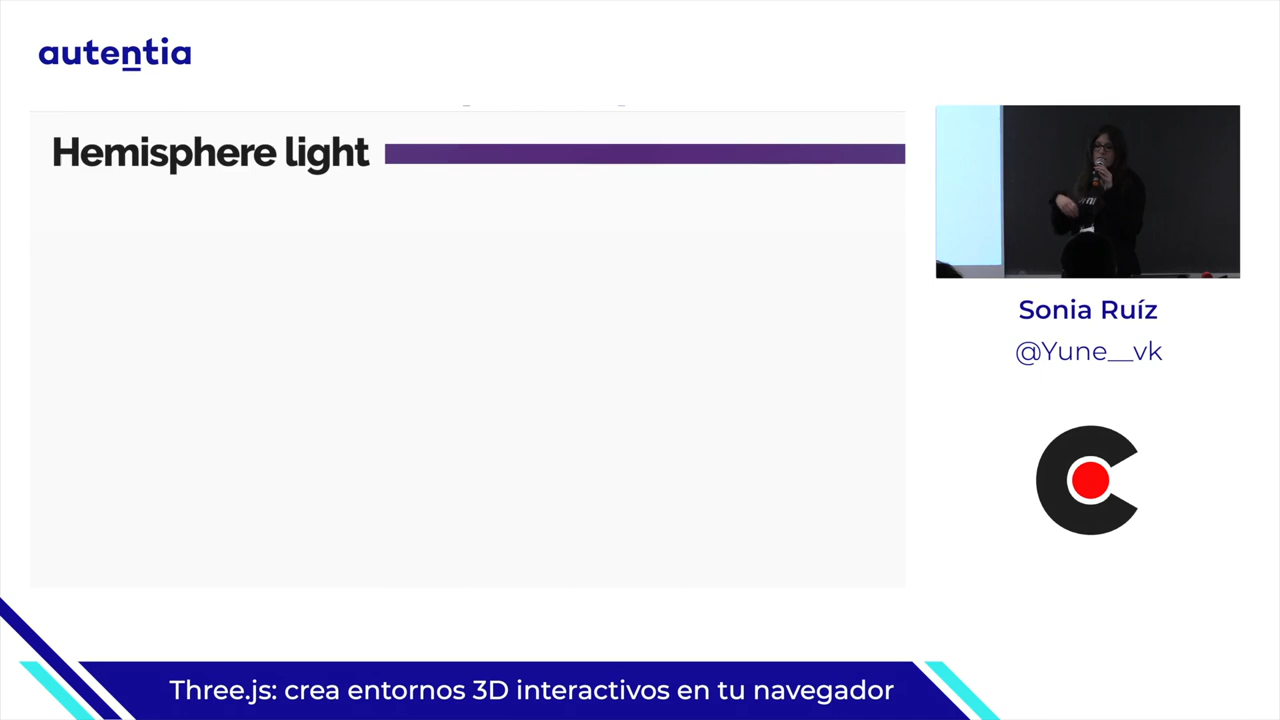 autentia
Hemisphere light
Sonia Ruíz
@Yune__vk
Three.js: crea entornos 3D interactivos en tu navegador